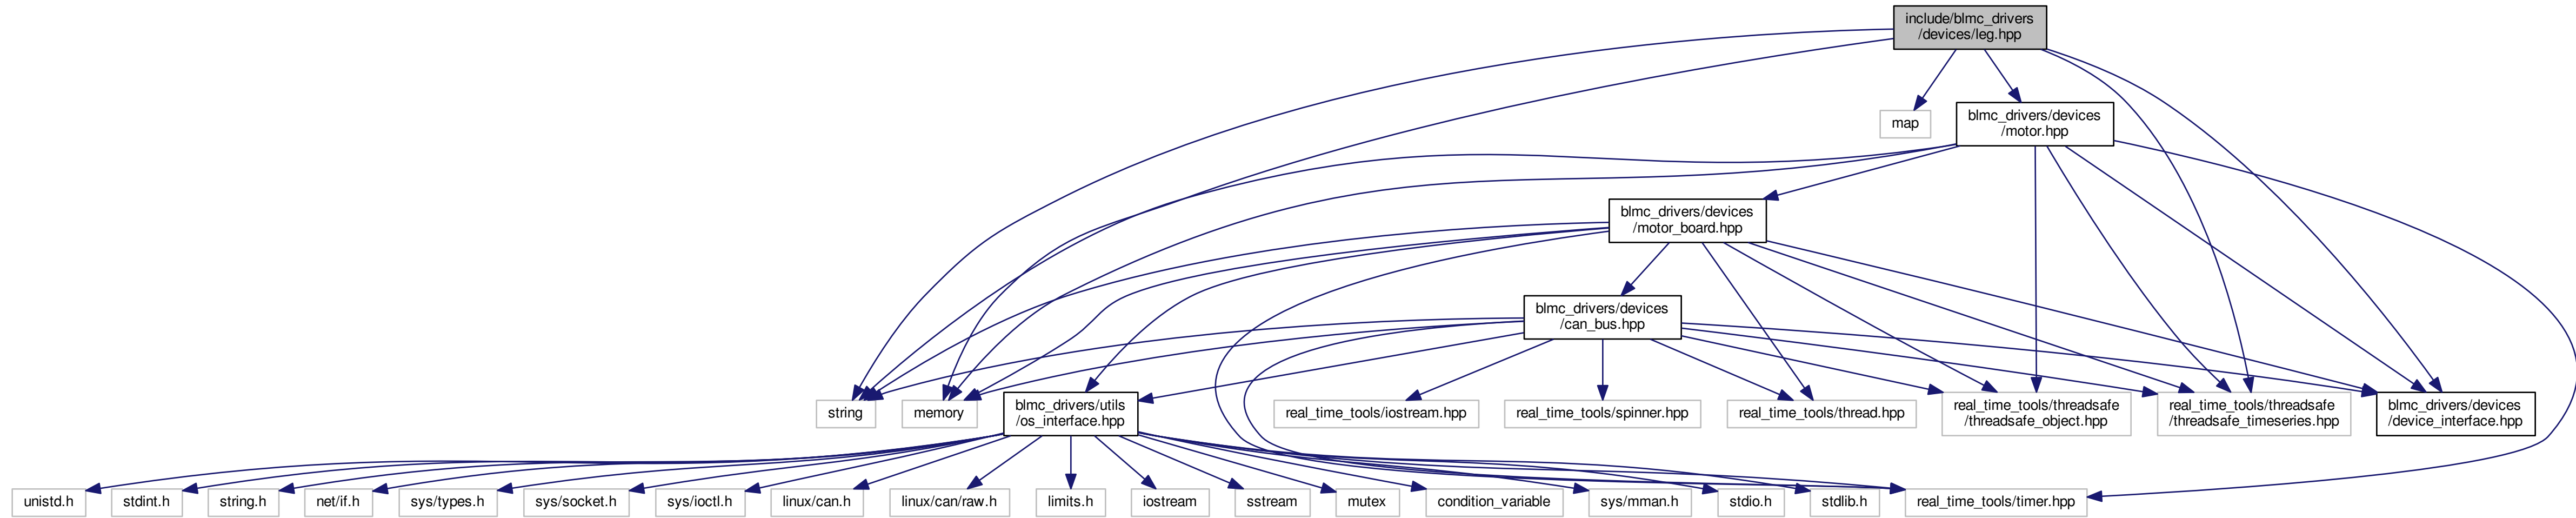 include/blmc_drivers
/devices/leg.hpp
map
blmc_drivers/devices
/motor.hpp
blmc_drivers/devices
/motor_board.hpp
blmc_drivers/devices
/can_bus.hpp
string
memory
blmc_drivers/utils
/os_interface.hpp
real_time_tools/iostream.hpp
real_time_tools/spinner.hpp
real_time_tools/thread.hpp
real_time_tools/threadsafe
/threadsafe_object.hpp
real_time_tools/threadsafe
/threadsafe_timeseries.hpp
blmc_drivers/devices
/device_interface.hpp
unistd.h
stdint.h
string.h
net/if.h
sys/types.h
sys/socket.h
sys/ioctl.h
linux/can.h
linux/can/raw.h
limits.h
iostream
sstream
mutex
condition_variable
sys/mman.h
stdio.h
stdlib.h
real_time_tools/timer.hpp